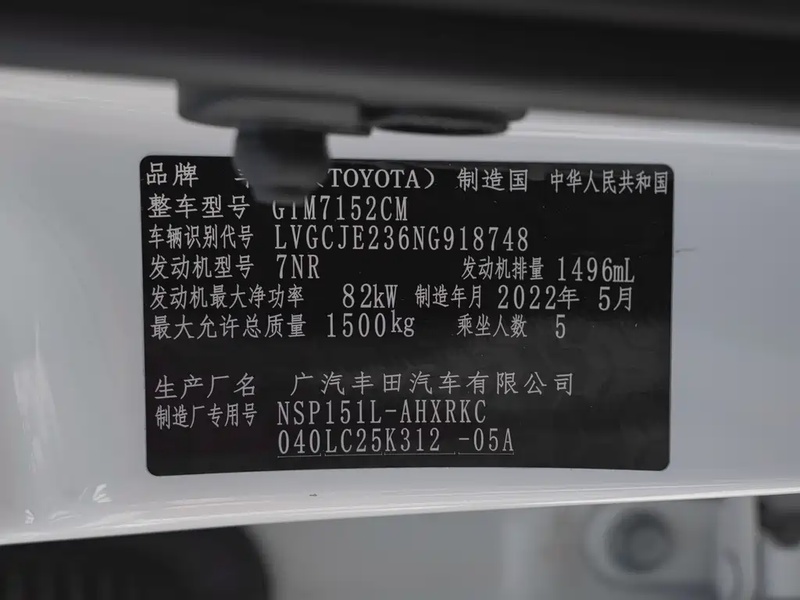 品牌 （TOYOTA） 制造国 中华人民共和国
整车型号 GTM7152CM
车辆识别代号 LVGCJE236NG918748
发动机型号 7NR 发动机排量 1496mL
发动机最大净功率 82kW 制造年月 2022年 5月
最大允许总质量 1500kg 乘坐人数 5
生产厂名 广汽丰田汽车有限公司
制造厂专用号 NSP151L-AHXRKC
040LC25K312 -05A